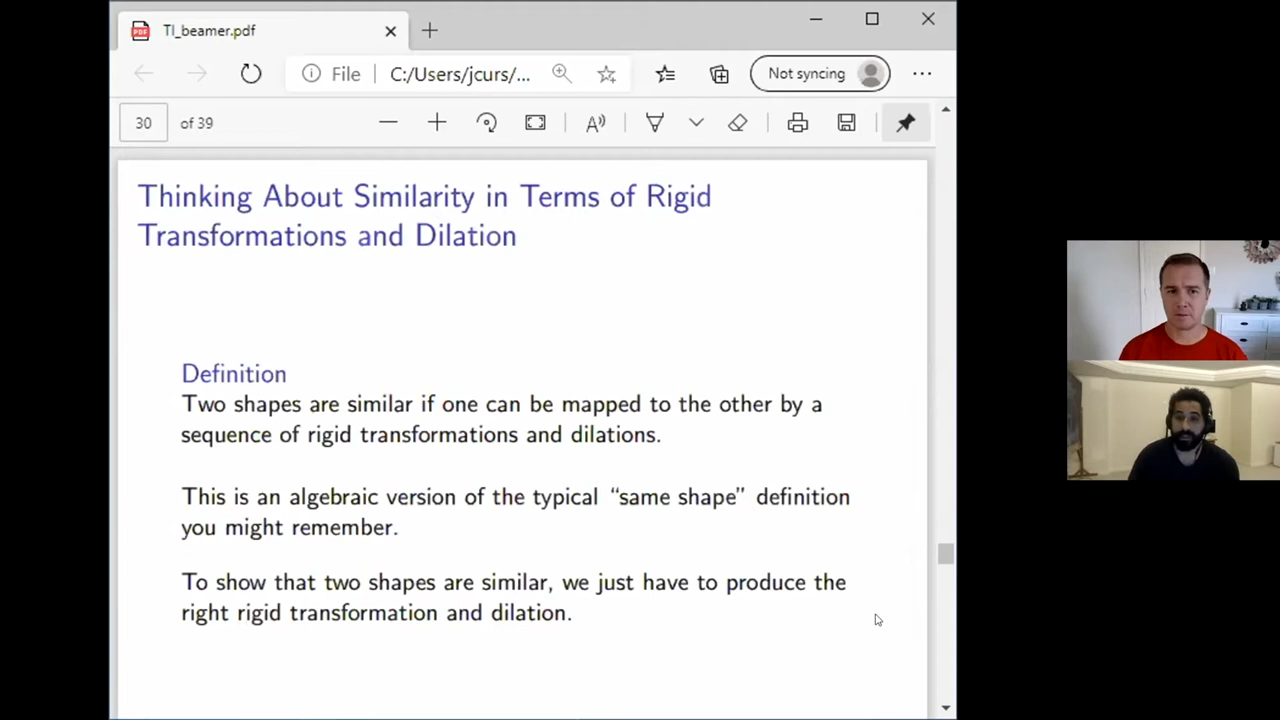 TI_beamer.pdf
File C:/Users/jcurs/... Not syncing
30 of 39
Thinking About Similarity in Terms of Rigid
Transformations and Dilation
Definition
Two shapes are similar if one can be mapped to the other by a
sequence of rigid transformations and dilations.
This is an algebraic version of the typical “same shape” definition
you might remember.
To show that two shapes are similar, we just have to produce the
right rigid transformation and dilation.